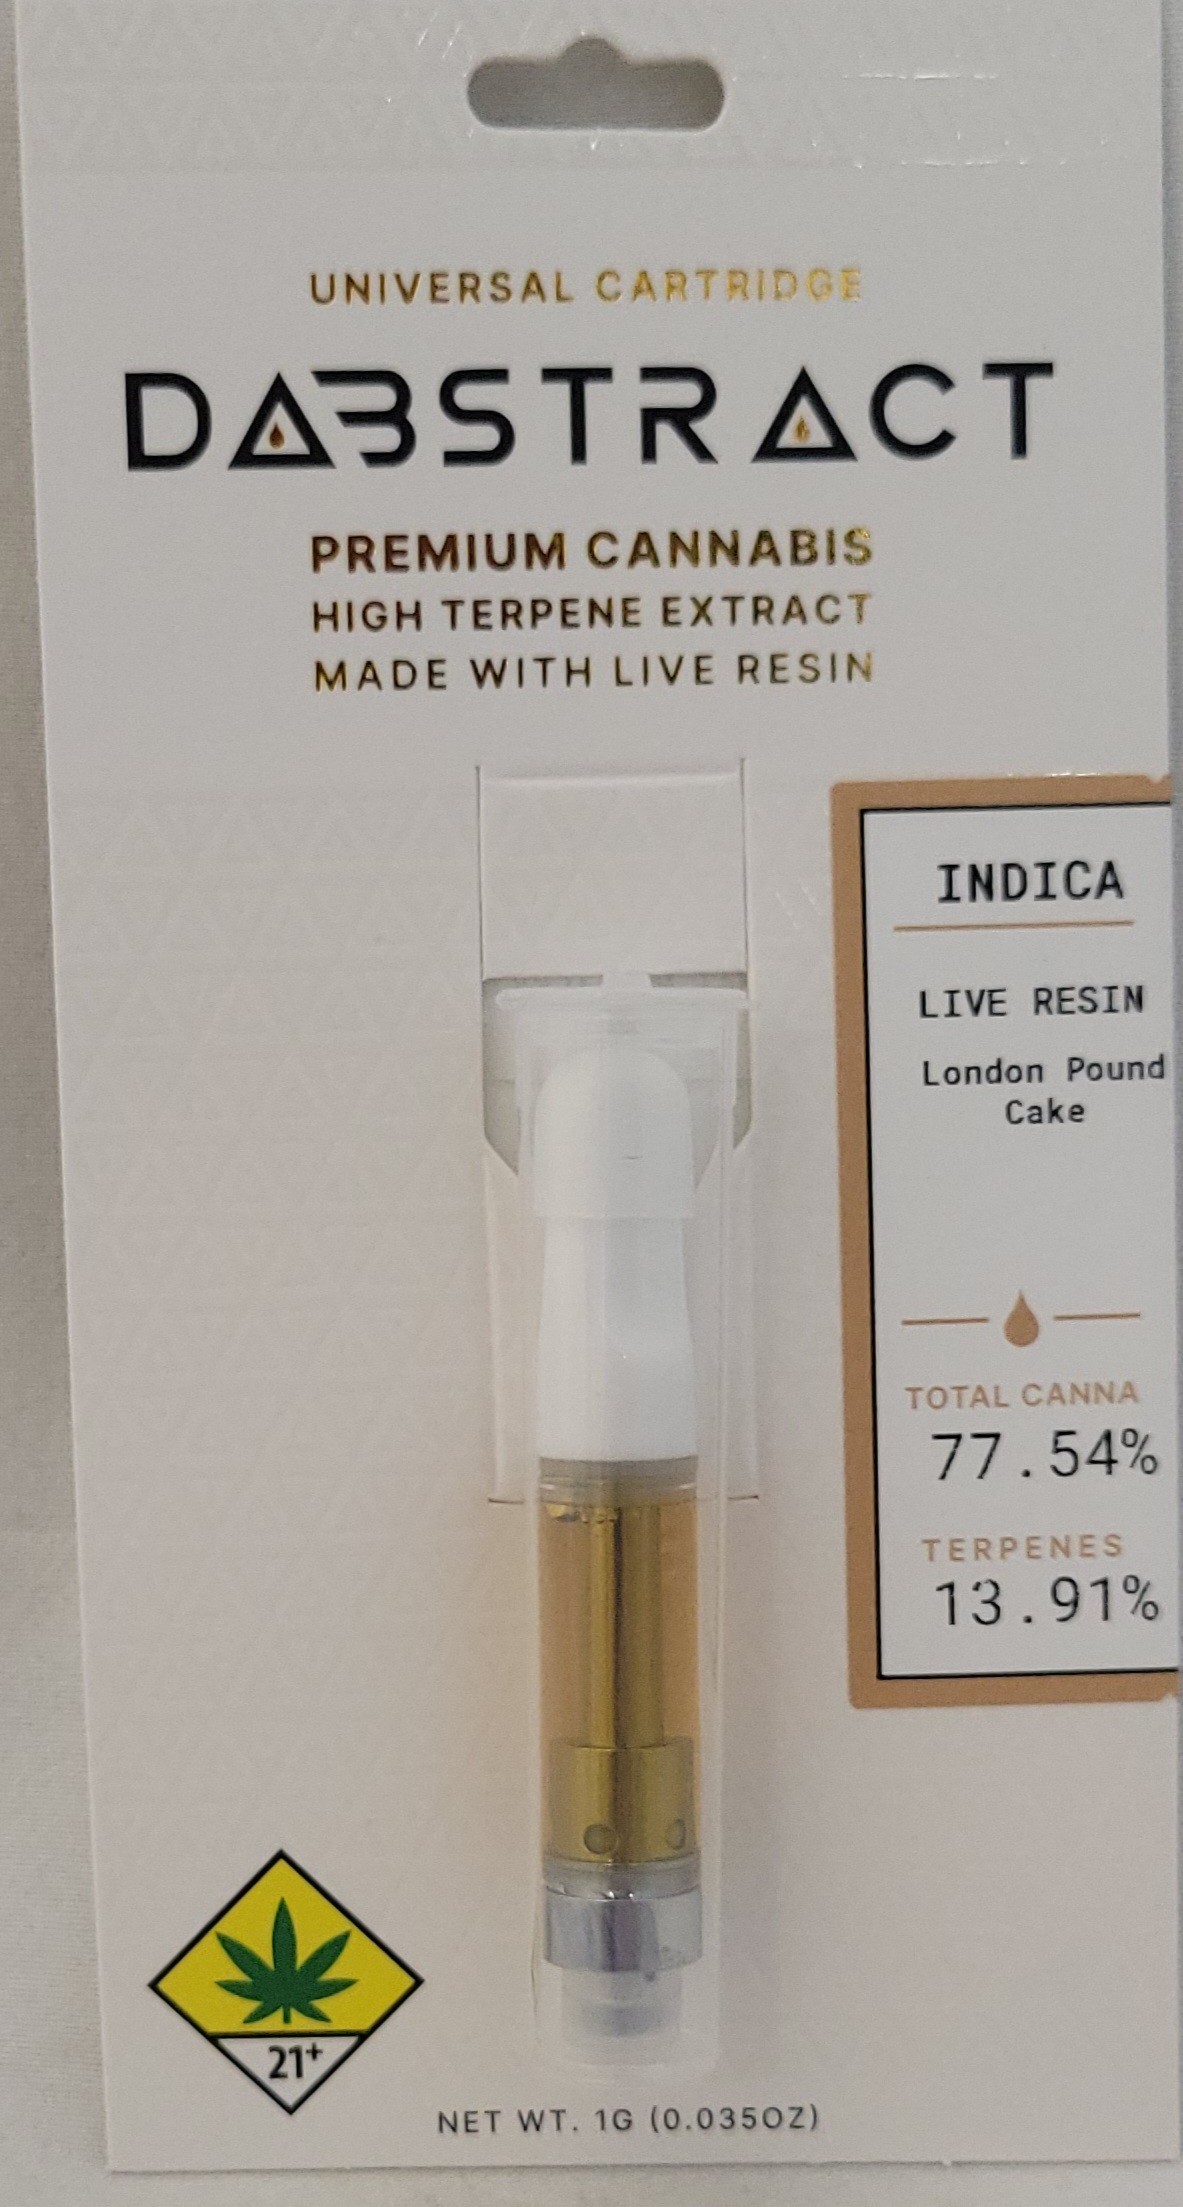 UNIVERSAL CARTRIDGE
DABSTRACT
PREMIUM CANNABIS
HIGH TERPENE EXTRACT
MADE WITH LIVE RESIN
INDICA
LIVE RESIN
London Pound
Cake
TOTAL CANNA
77.54%
TERPENES
13.91%
21+
NET WT. 1G (0.035OZ)